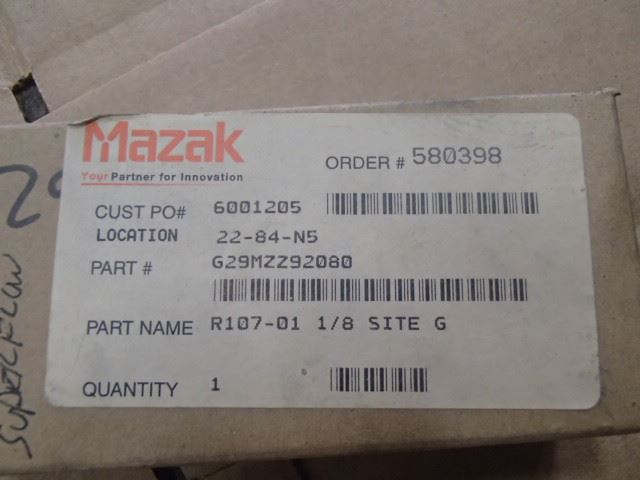 Mazak
Your Partner for Innovation
ORDER # 580398
CUST PO# 6001205
LOCATION 22-84-N5
PART # G29MZZ92080
PART NAME R107-01 1/8 SITE G
QUANTITY 1